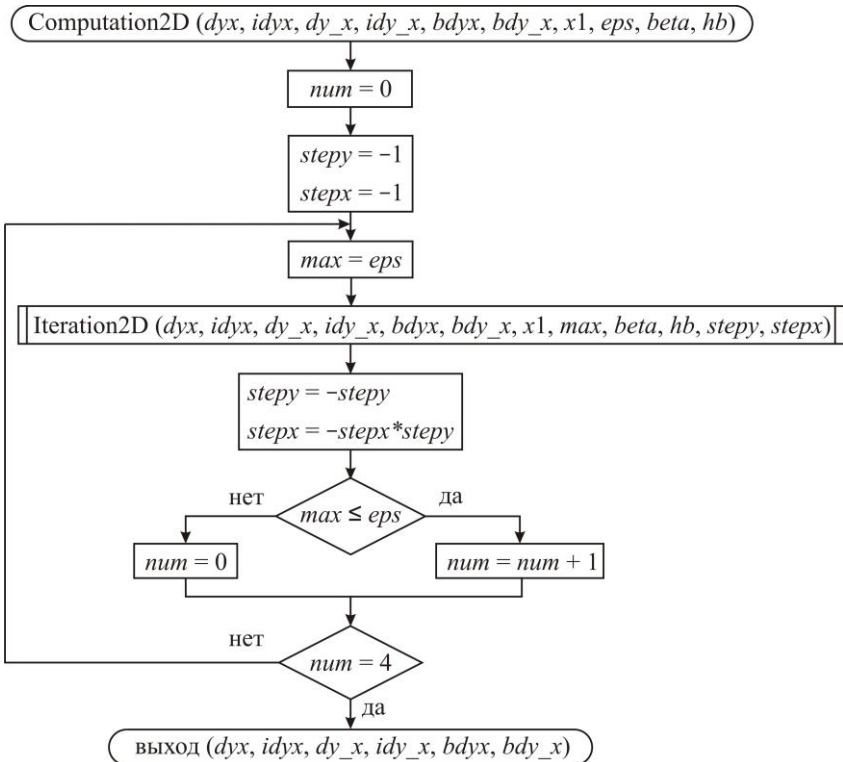 Computation2D (dyx, idyx, dy_x, idy_x, bdyx, bdy_x, x1, eps, beta, hb)
num = 0
stepy = −1
stepx = −1
max = eps
Iteration2D (dyx, idyx, dy_x, idy_x, bdyx, bdy_x, x1, max, beta, hb, stepy, stepx)
stepy = −stepy
stepx = −stepx*stepy
нет
да
max ≤ eps
num = 0
num = num + 1
нет
num = 4
да
выход (dyx, idyx, dy_x, idy_x, bdyx, bdy_x)